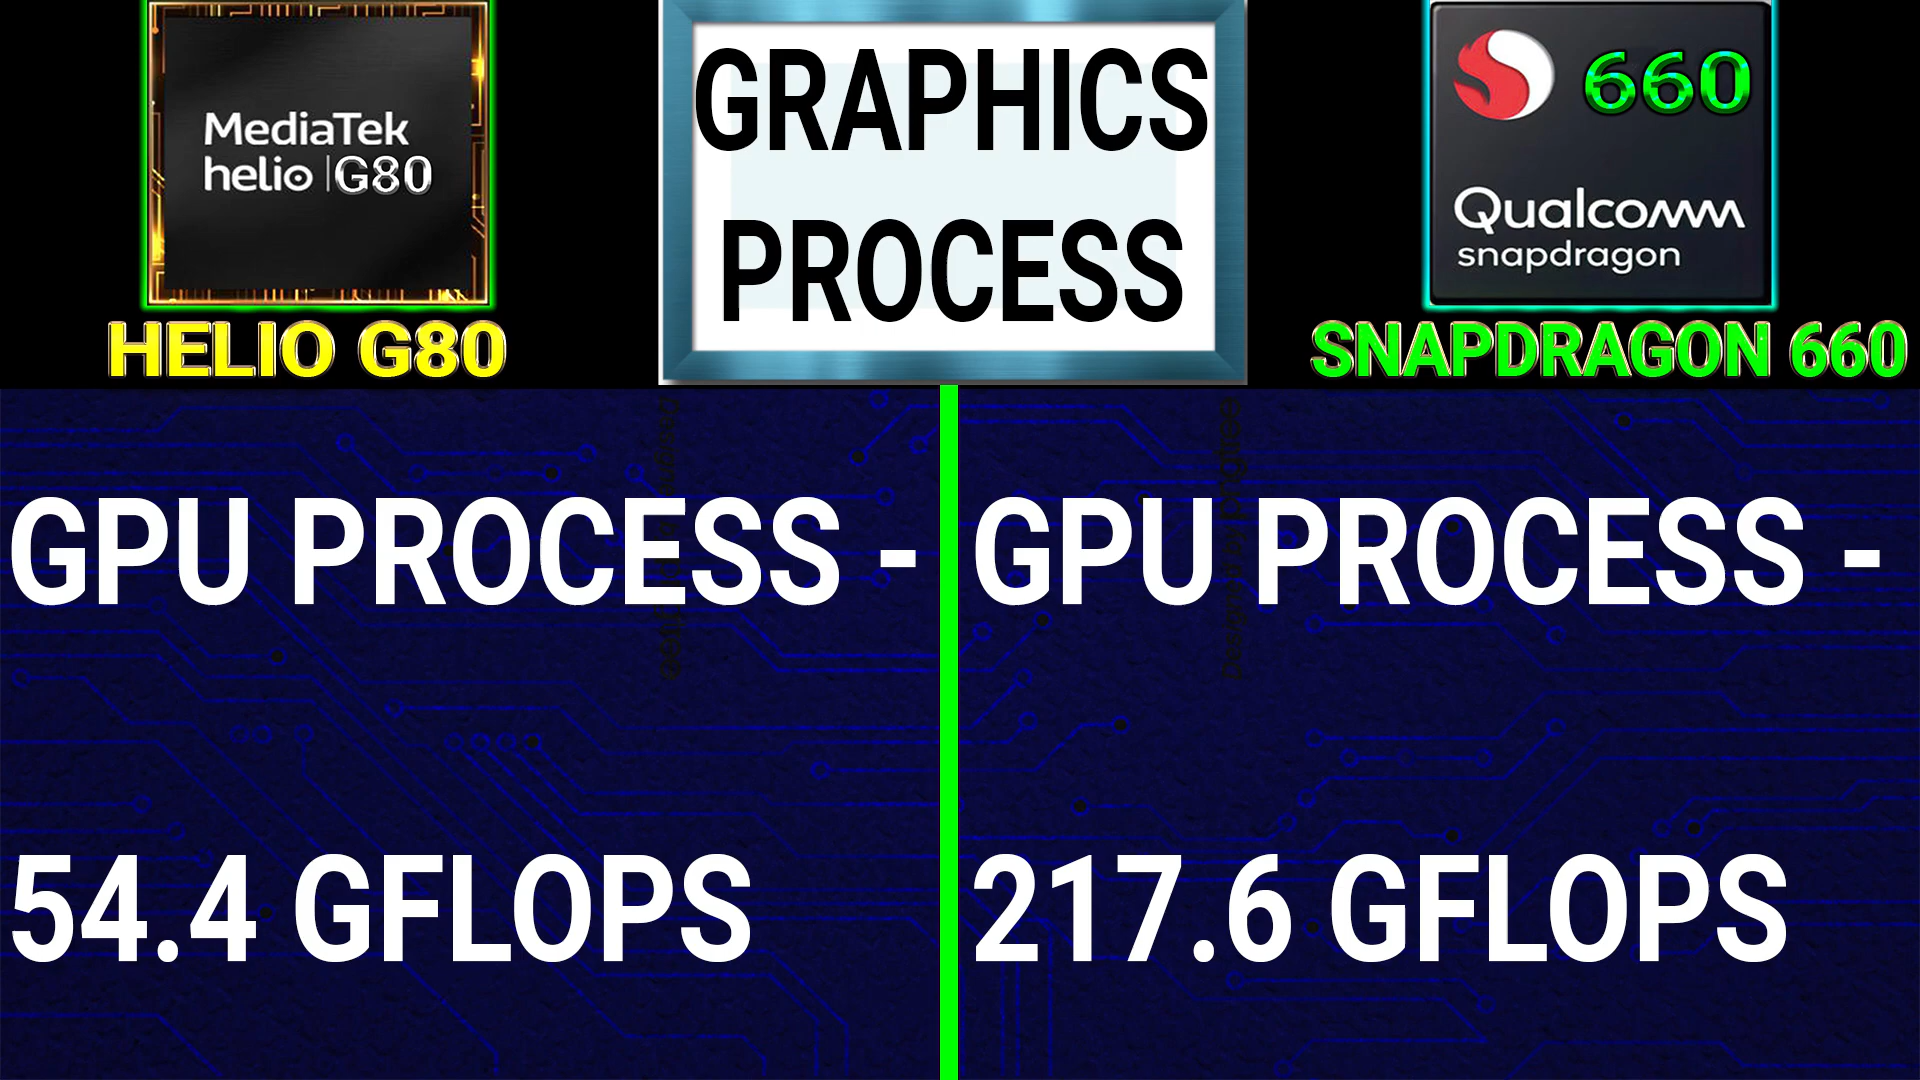 MediaTek
helio G80
HELIO G80
GRAPHICS
PROCESS
660
Qualcomm
snapdragon
SNAPDRAGON 660
GPU PROCESS -
54.4 GFLOPS
GPU PROCESS -
217.6 GFLOPS